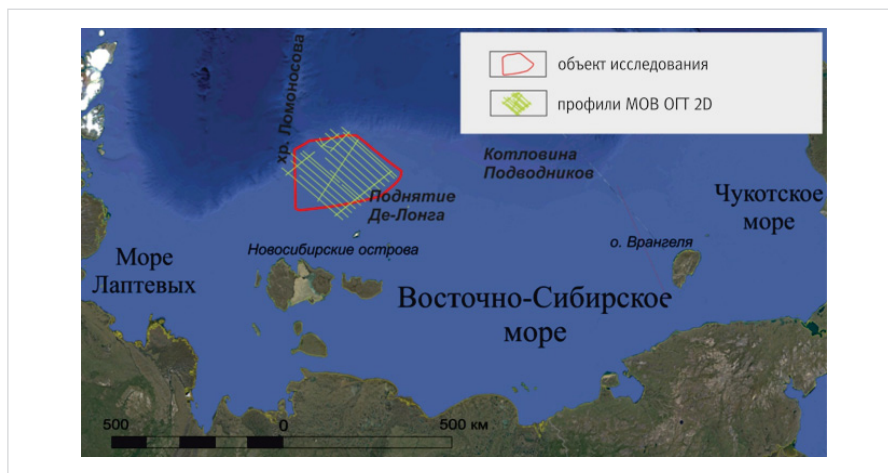 объект исследования
профили МОВ ОГТ 2D
хр. Ломоносова
Котловина
Подводников
Поднятие
Де-Лонга
Чукотское
море
Новосибирские острова
о. Врангеля
Море
Лаптевых
Восточно-Сибирское
море
500
0
500 км